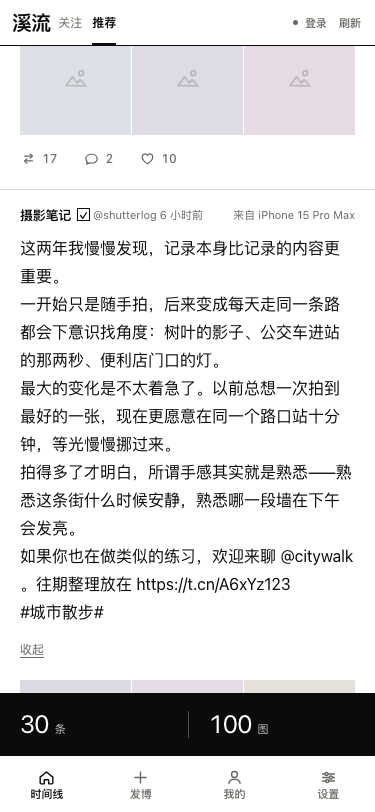 溪流 关注 推荐 登录 刷新
17 2 10
摄影笔记 @shutterlog 6 小时前 来自 iPhone 15 Pro Max
这两年我慢慢发现，记录本身比记录的内容更
重要。
一开始只是随手拍，后来变成每天走同一条路
都会下意识找角度：树叶的影子、公交车进站
的那两秒、便利店门口的灯。
最大的变化是不太着急了。以前总想一次拍到
最好的一张，现在更愿意在同一个路口站十分
钟，等光慢慢挪过来。
拍得多了才明白，所谓手感其实就是熟悉——熟
悉这条街什么时候安静，熟悉哪一段墙在下午
会发亮。
如果你也在做类似的练习，欢迎来聊 @citywalk
。往期整理放在 https://t.cn/A6xYz123
#城市散步#
收起
30 条 100 图
时间线 发博 我的 设置